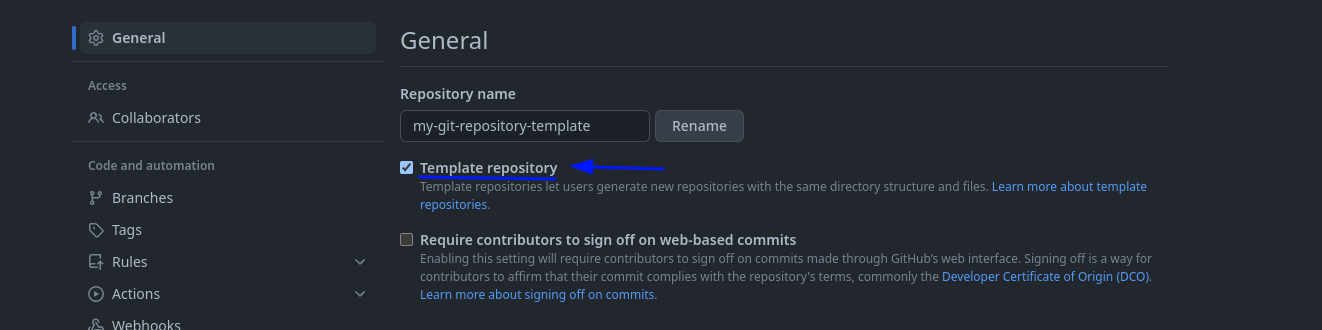 General
Access
Collaborators
Code and automation
Branches
Tags
Rules
Actions
Webhooks
General
Repository name
my-git-repository-template
Rename
Template repository
Template repositories let users generate new repositories with the same directory structure and files. Learn more about template
repositories.
Require contributors to sign off on web-based commits
Enabling this setting will require contributors to sign off on commits made through GitHub's web interface. Signing off is a way for
contributors to affirm that their commit complies with the repository's terms, commonly the Developer Certificate of Origin (DCO).
Learn more about signing off on commits.